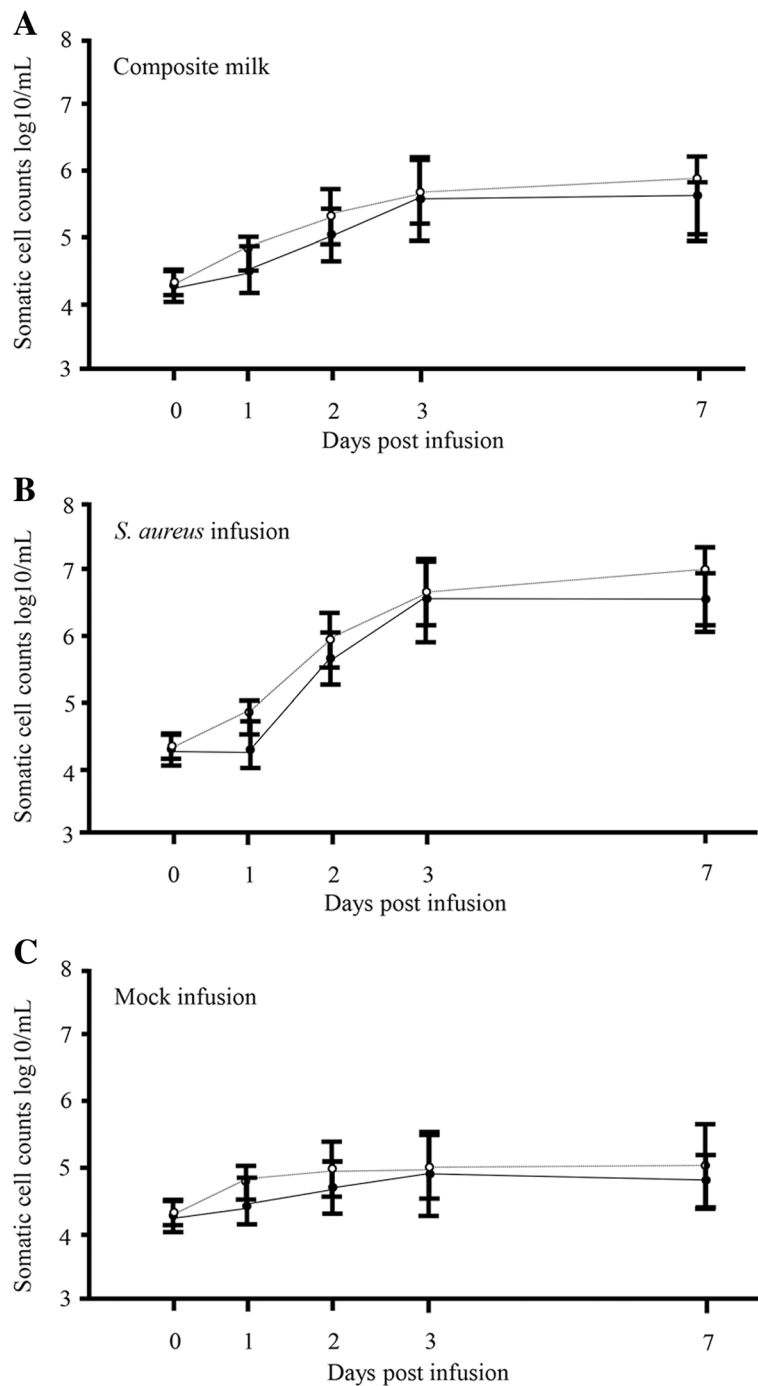 A
Somatic cell counts log10/mL
8
7
6
5
4
3
Composite milk
0 1 2 3 7
Days post infusion
B
Somatic cell counts log10/mL
8
7
6
5
4
3
S. aureus infusion
0 1 2 3 7
Days post infusion
C
Somatic cell counts log10/mL
8
7
6
5
4
3
Mock infusion
0 1 2 3 7
Days post infusion